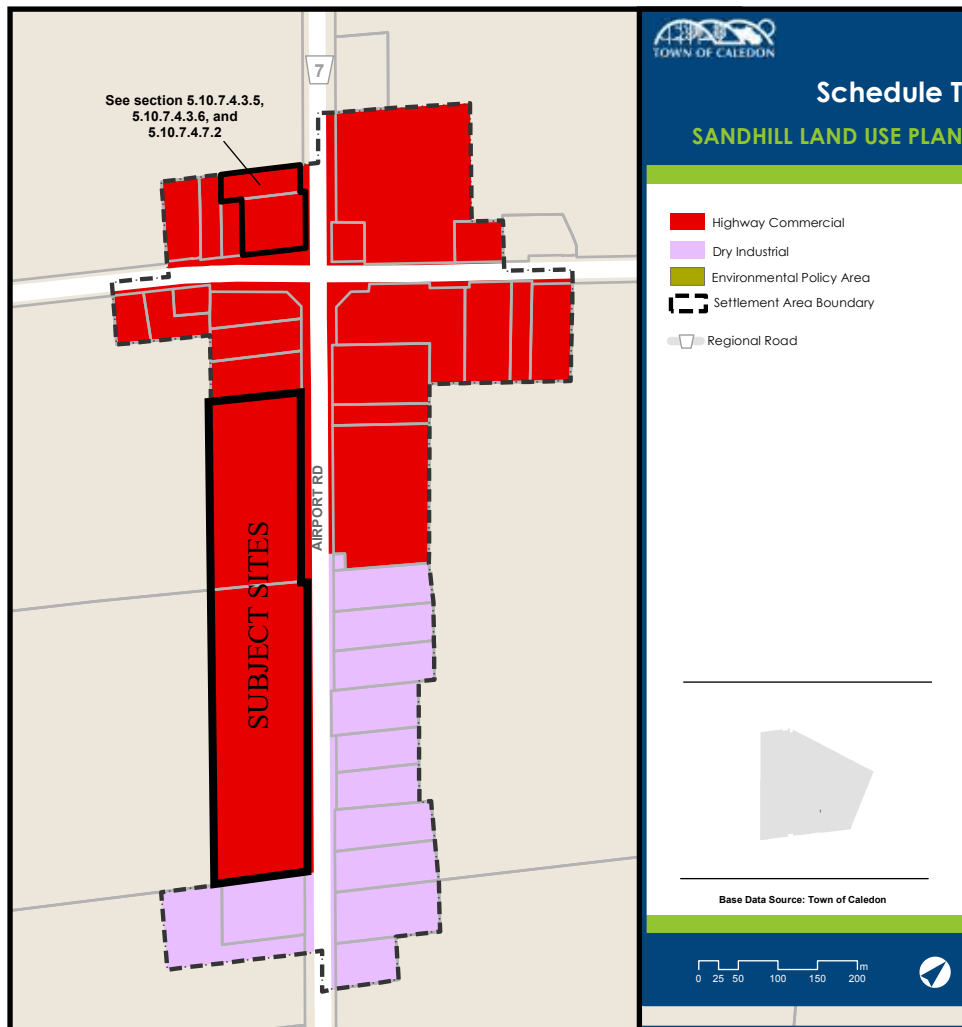 7
See section 5.10.7.4.3.5,
5.10.7.4.3.6, and
5.10.7.4.7.2
AIRPORT RD
SUBJECT SITES
TOWN OF CALEDON
Schedule T
SANDHILL LAND USE PLAN
Highway Commercial
Dry Industrial
Environmental Policy Area
Settlement Area Boundary
Regional Road
Base Data Source: Town of Caledon
m
0 25 50 100 150 200